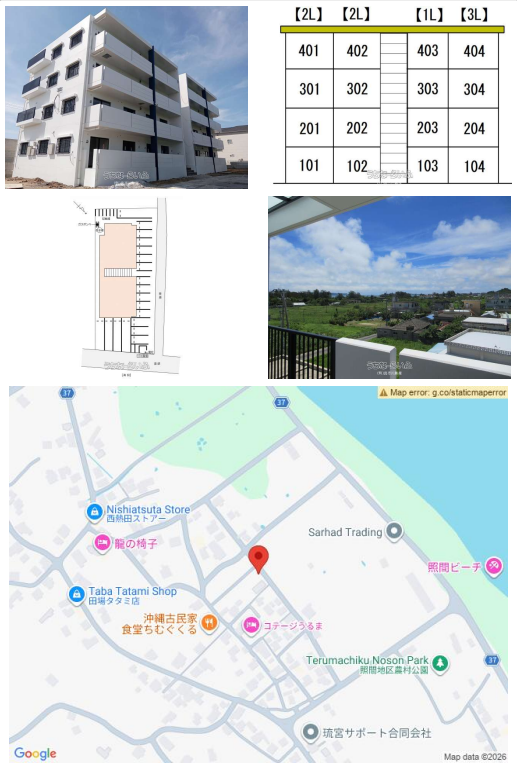 【2L】 【2L】 【1L】 【3L】
401 402 403 404
301 302 303 304
201 202 203 204
101 102 103 104
Map error: g.co/staticmaperror
37
37
Nishiatsuta Store
西熱田ストアー
Sarhad Trading
龍の椅子
照間ビーチ
Taba Tatami Shop
田場タタミ店
沖縄古民家
食堂ちむぐくる
コテージうるま
Terumachiku Noson Park
照間地区農村公園
37
琉宮サポート合同会社
Google
Map data ©2026